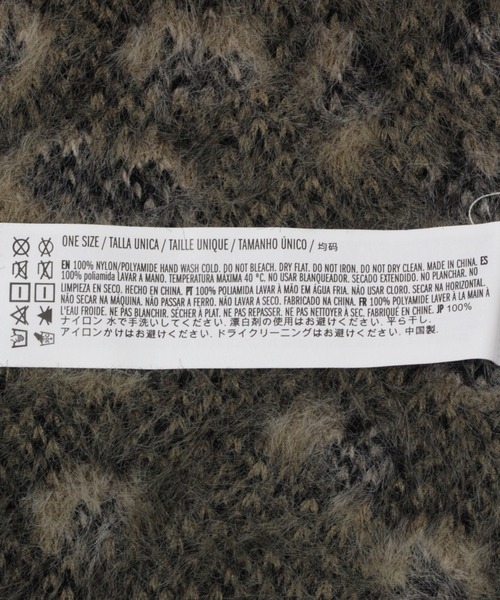 ONE SIZE / TALLA UNICA / TAILLE UNIQUE / TAMANHO ÚNICO / 均码
EN 100% NYLON/POLYAMIDE HAND WASH COLD. DO NOT BLEACH. DRY FLAT. DO NOT IRON. DO NOT DRY CLEAN. MADE IN CHINA. ES
100% poliamida LAVAR A MANO. TEMPERATURA MÁXIMA 40 °C. NO USAR BLANQUEADOR. SECADO EXTENDIDO. NO PLANCHAR. NO
LIMPIEZA EN SECO. HECHO EN CHINA. PT 100% POLIAMIDA LAVAR À MÃO EM ÁGUA FRIA. NÃO USAR CLORO. SECAR NA HORIZONTAL.
NÃO SECAR NA MÁQUINA. NÃO PASSAR A FERRO. NÃO LAVAR A SECO. FABRICADO NA CHINA. FR 100% POLYAMIDE LAVER À LA MAIN À
L'EAU FROIDE. NE PAS BLANCHIR. SÉCHER À PLAT. NE PAS REPASSER. NE PAS NETTOYER À SEC. FABRIQUÉ EN CHINE. JP 100%
ナイロン 水で手洗いしてください. 漂白剤の使用はお避けください. 平ら干し.
アイロンかけはお避けください. ドライクリーニングはお避けください. 中国製.